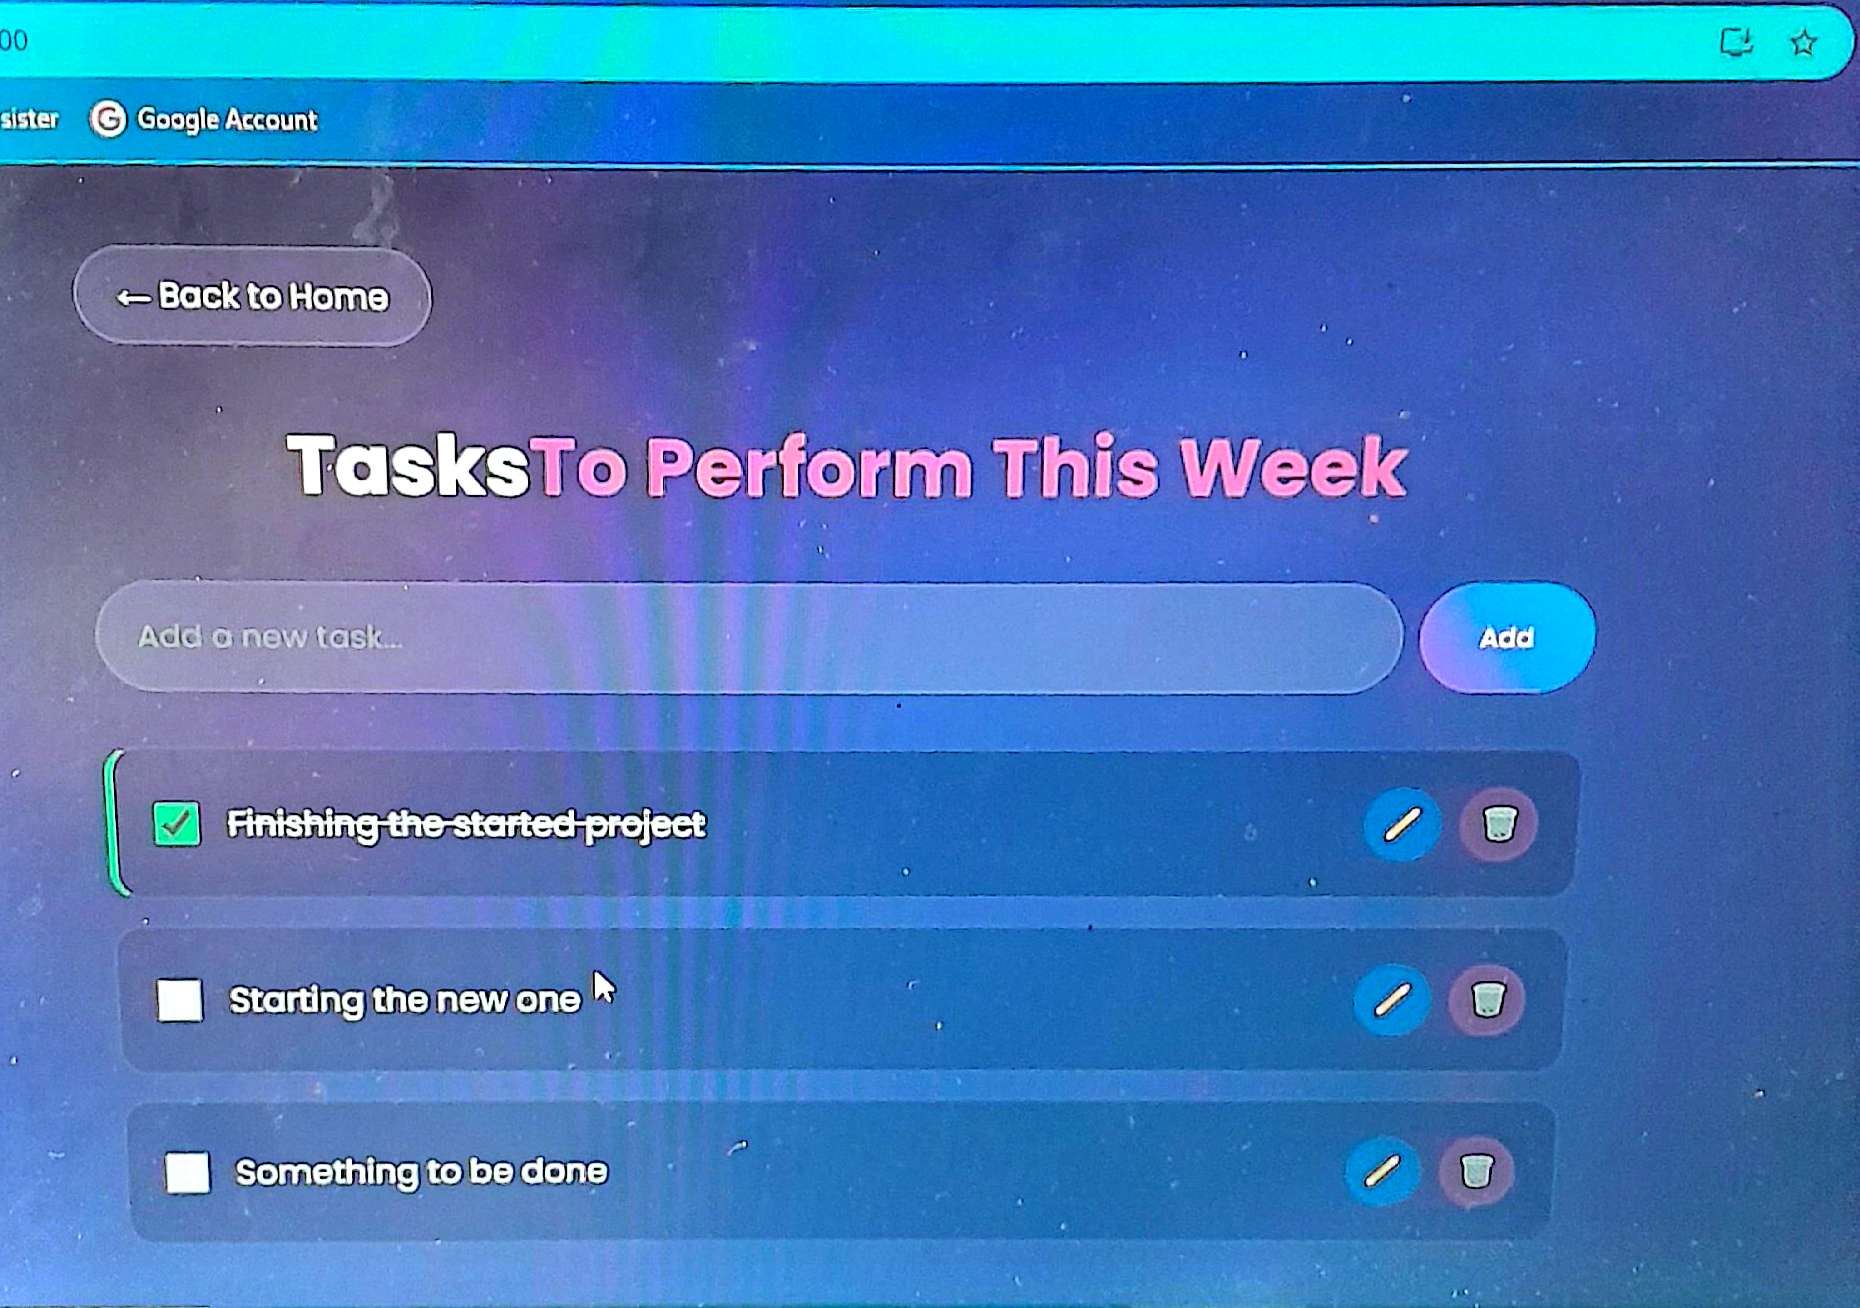 00
sister Google Account
← Back to Home
TasksTo Perform This Week
Add a new task...
Add
Finishing the started project
Starting the new one
Something to be done